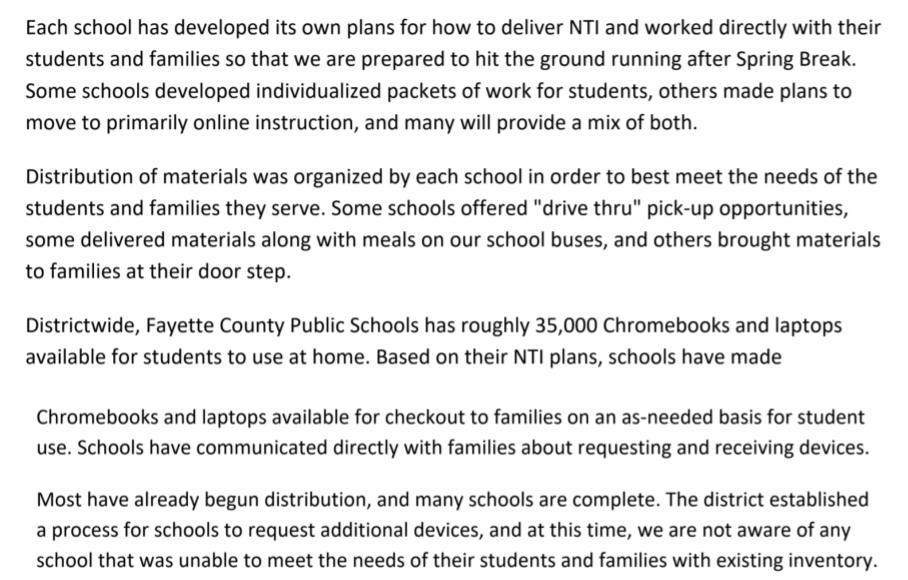 Each school has developed its own plans for how to deliver NTI and worked directly with their
students and families so that we are prepared to hit the ground running after Spring Break.
Some schools developed individualized packets of work for students, others made plans to
move to primarily online instruction, and many will provide a mix of both.
Distribution of materials was organized by each school in order to best meet the needs of the
students and families they serve. Some schools offered "drive thru" pick-up opportunities,
some delivered materials along with meals on our school buses, and others brought materials
to families at their door step.
Districtwide, Fayette County Public Schools has roughly 35,000 Chromebooks and laptops
available for students to use at home. Based on their NTI plans, schools have made
Chromebooks and laptops available for checkout to families on an as-needed basis for student
use. Schools have communicated directly with families about requesting and receiving devices.
Most have already begun distribution, and many schools are complete. The district established
a process for schools to request additional devices, and at this time, we are not aware of any
school that was unable to meet the needs of their students and families with existing inventory.